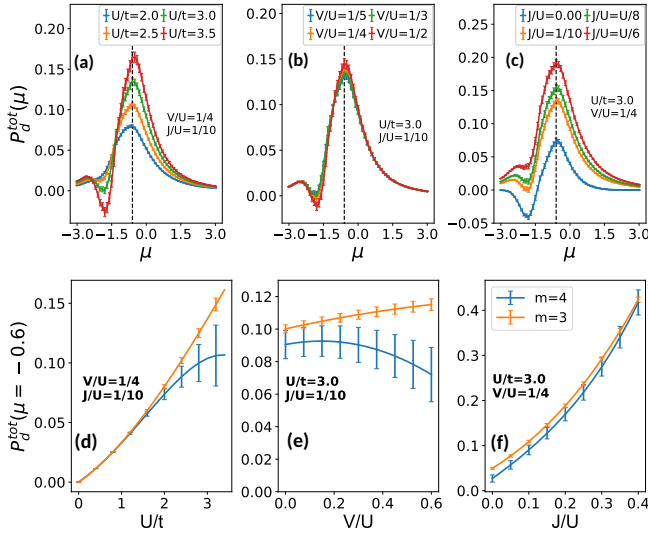 U/t=2.0 U/t=3.0
U/t=2.5 U/t=3.5
V/U=1/5 V/U=1/3
V/U=1/4 V/U=1/2
J/U=0.00 J/U=U/8
J/U=1/10 J/U=U/6
(a)
(b)
(c)
P_d^{tot}(μ)
0.15
0.10
0.05
0.00
V/U=1/4
J/U=1/10
−3.0 −1.5 0.0 1.5 3.0
μ
0.20
0.15
0.10
0.05
0.00
U/t=3.0
J/U=1/10
−3.0 −1.5 0.0 1.5 3.0
μ
0.25
0.20
0.15
0.10
0.05
0.00
−0.05
U/t=3.0
V/U=1/4
−3.0 −1.5 0.0 1.5 3.0
μ
P_d^{tot}(μ = −0.6)
0.15
0.10
0.05
0.00
V/U=1/4
J/U=1/10
(d)
0 1 2 3
U/t
0.12
0.10
0.08
0.06
0.04
0.02
0.00
U/t=3.0
J/U=1/10
(e)
0.0 0.2 0.4 0.6
V/U
m=4
m=3
0.4
0.3
0.2
0.1
0.0
U/t=3.0
V/U=1/4
(f)
0.0 0.1 0.2 0.3 0.4
J/U